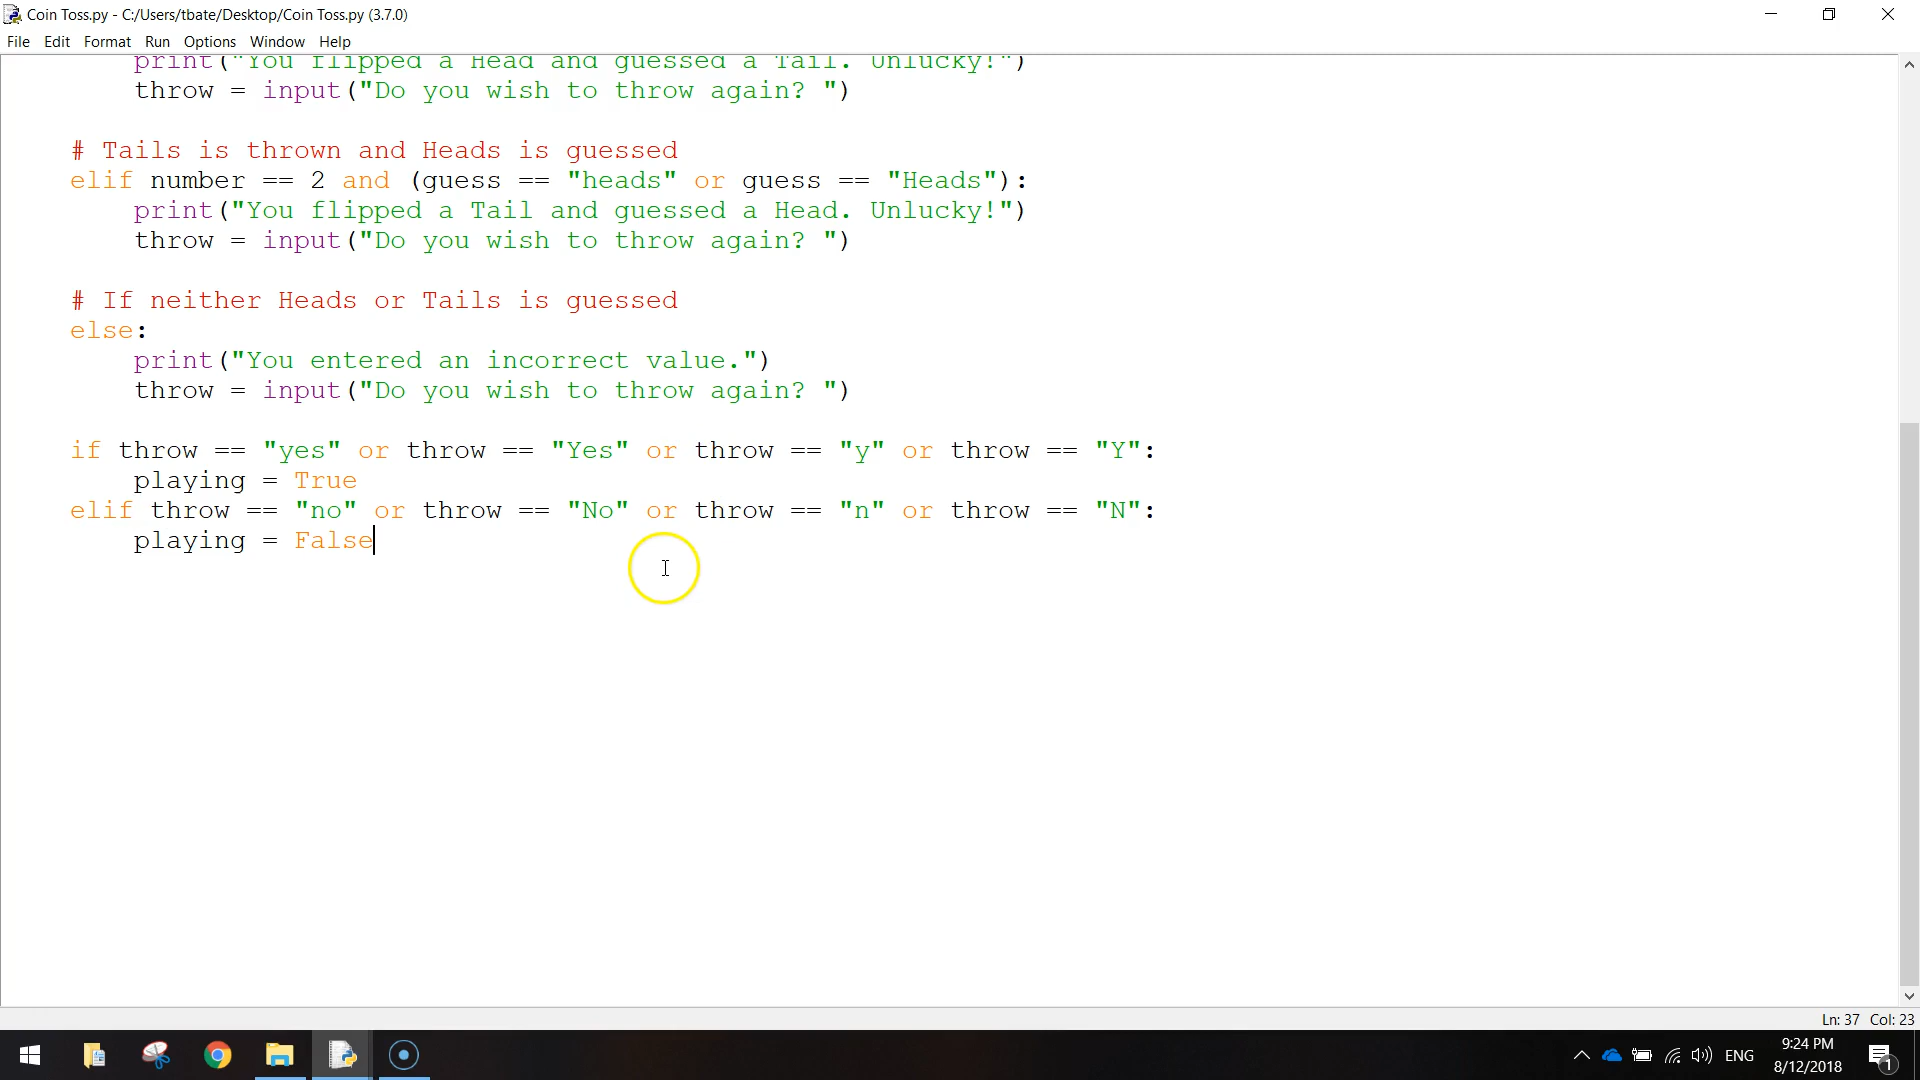 Coin Toss.py - C:/Users/tbate/Desktop/Coin Toss.py (3.7.0)
File Edit Format Run Options Window Help
print("You flipped a Head and guessed a Tail. Unlucky!")
throw = input("Do you wish to throw again? ")
# Tails is thrown and Heads is guessed
elif number == 2 and (guess == "heads" or guess == "Heads"):
print("You flipped a Tail and guessed a Head. Unlucky!")
throw = input("Do you wish to throw again? ")
# If neither Heads or Tails is guessed
else:
print("You entered an incorrect value.")
throw = input("Do you wish to throw again? ")
if throw == "yes" or throw == "Yes" or throw == "y" or throw == "Y":
playing = True
elif throw == "no" or throw == "No" or throw == "n" or throw == "N":
playing = False
Ln: 37 Col: 23
ENG
9:24 PM
8/12/2018
1